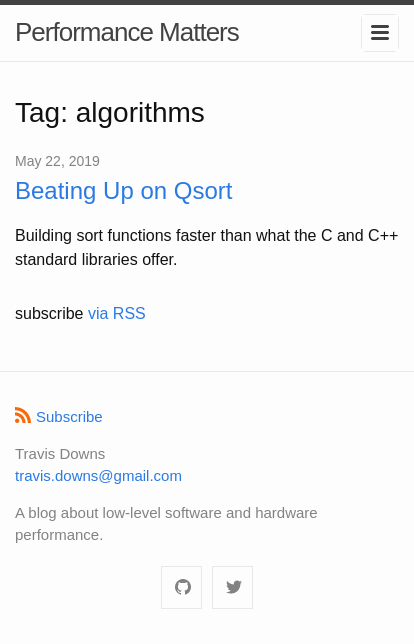 Performance Matters
Tag: algorithms
May 22, 2019
Beating Up on Qsort
Building sort functions faster than what the C and C++
standard libraries offer.
subscribe via RSS
Subscribe
Travis Downs
travis.downs@gmail.com
A blog about low-level software and hardware
performance.